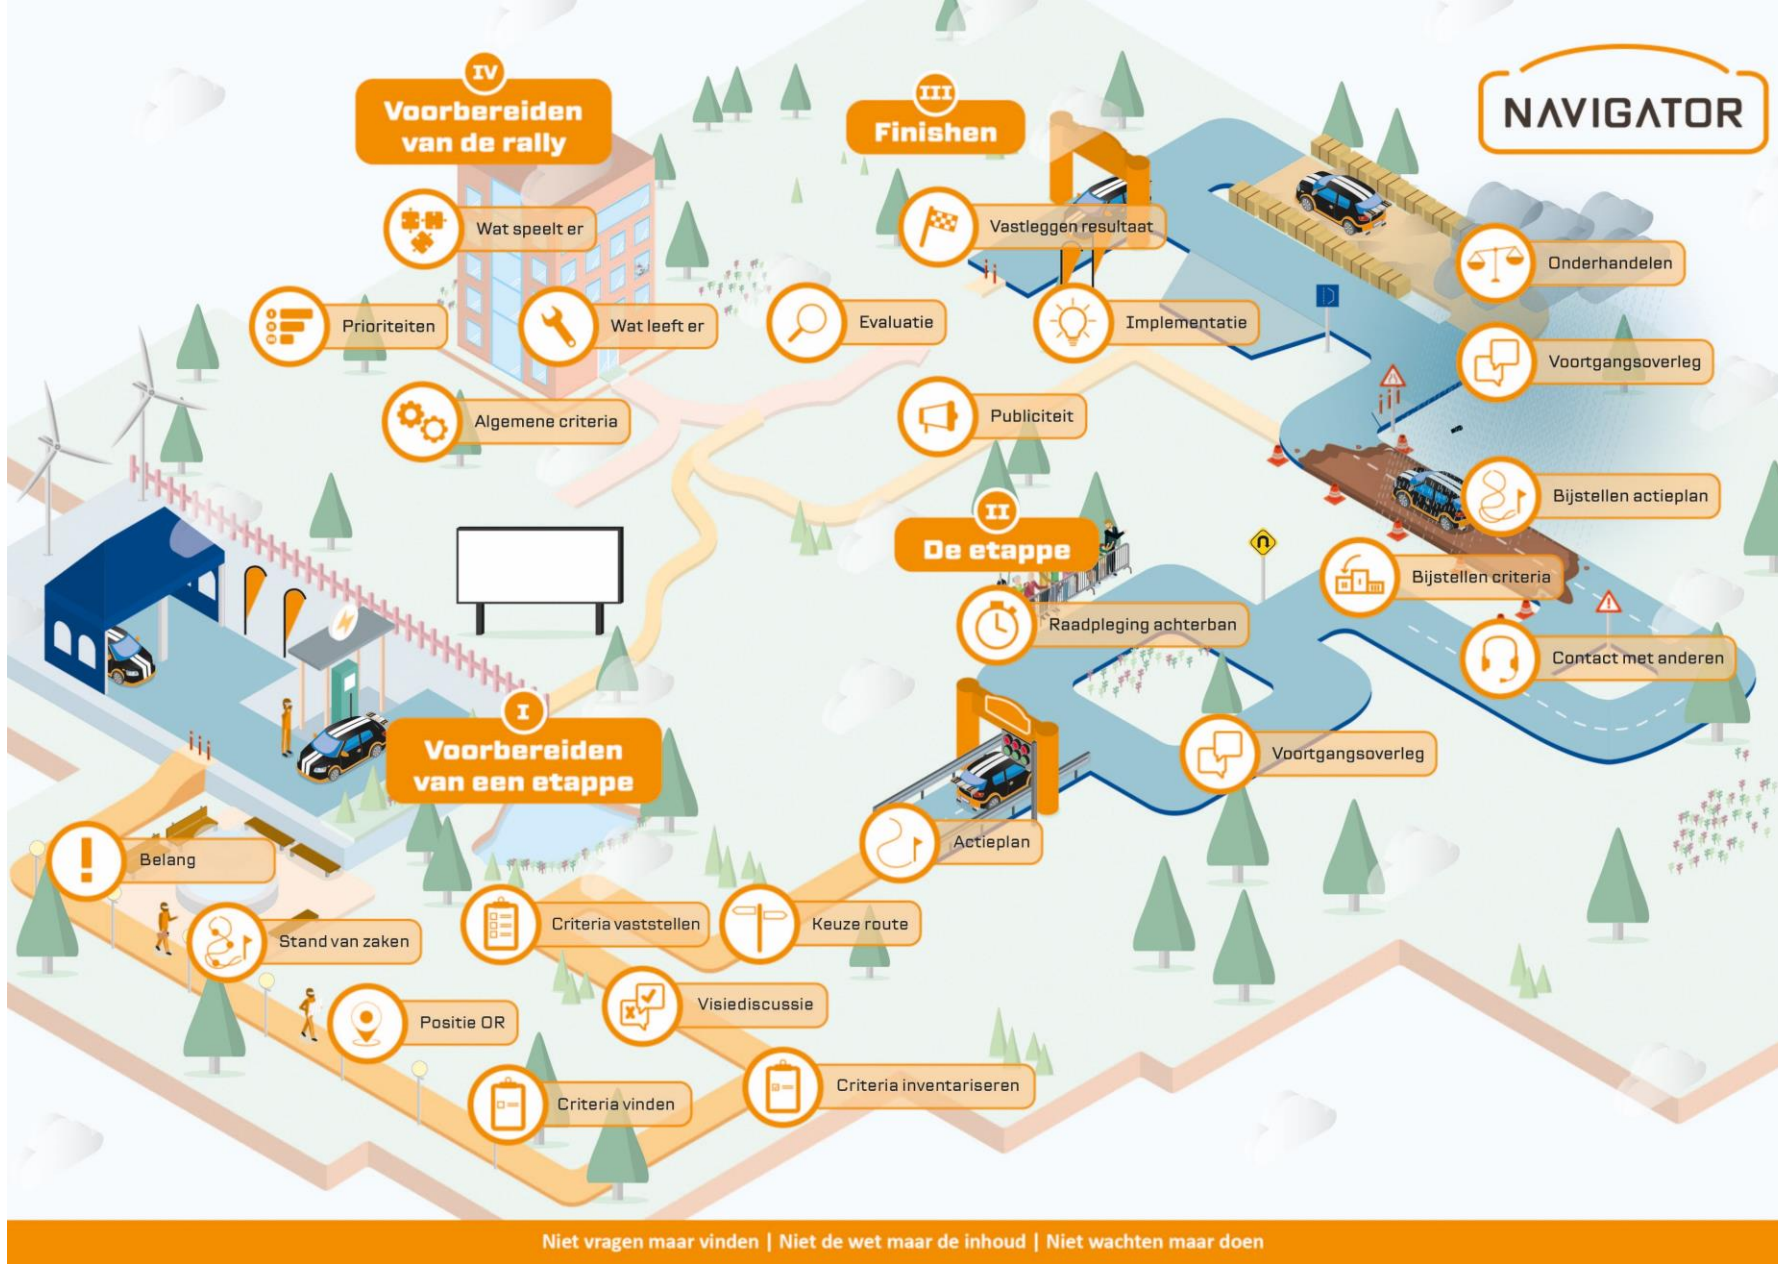 NAVIGATOR
IV
Voorbereiden
van de rally
Wat speelt er
Prioriteiten
Wat leeft er
Algemene criteria
III
Finishen
Vastleggen resultaat
Evaluatie
Implementatie
Publiciteit
Onderhandelen
Voortgangsoverleg
Bijstellen actieplan
Bijstellen criteria
Contact met anderen
II
De etappe
Raadpleging achterban
Voortgangsoverleg
Actieplan
I
Voorbereiden
van een etappe
Belang
Stand van zaken
Positie OR
Criteria vinden
Criteria inventariseren
Visiediscussie
Criteria vaststellen
Keuze route
Niet vragen maar vinden | Niet de wet maar de inhoud | Niet wachten maar doen